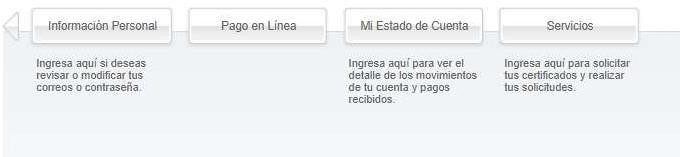 Información Personal
Pago en Línea
Mi Estado de Cuenta
Servicios
Ingresa aquí si deseas
revisar o modificar tus
correos o contraseña.
Ingresa aquí para ver el
detalle de los movimientos
de tu cuenta y pagos
recibidos.
Ingresa aquí para solicitar
tus certificados y realizar
tus solicitudes.